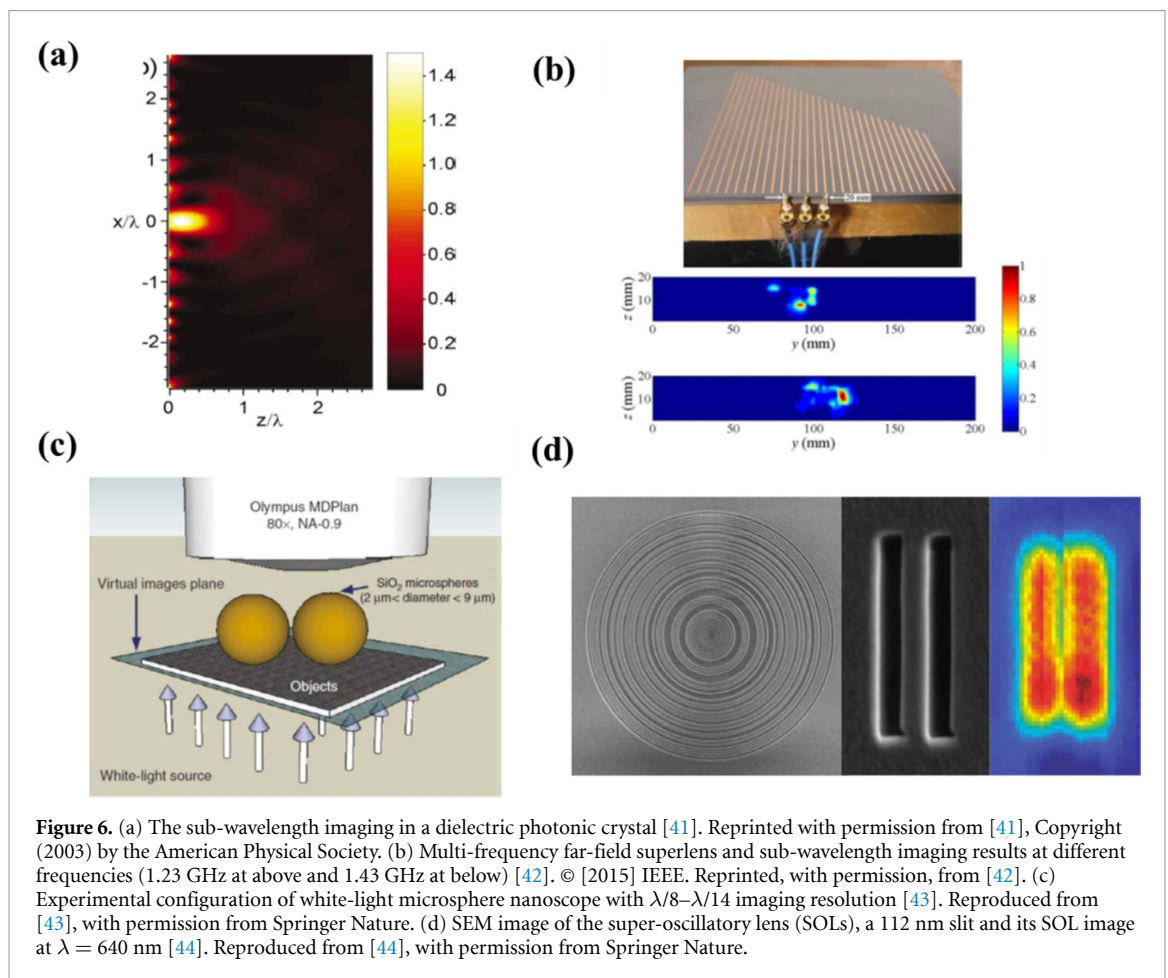 (a)
)
2
1
x/λ 0
-1
-2
0 1 2
z/λ
1.4
1.2
1.0
0.8
0.6
0.4
0.2
0
(b)
20 mm
20
10
z (mm)
0 50 100 150 200
y (mm)
20
10
z (mm)
0 50 100 150 200
y (mm)
1
0.8
0.6
0.4
0.2
0
(c)
Olympus MDPlan
80×, NA-0.9
Virtual images plane
SiO2 microspheres
(2 μm< diameter < 9 μm)
Objects
White-light source
(d)
Figure 6. (a) The sub-wavelength imaging in a dielectric photonic crystal [41]. Reprinted with permission from [41], Copyright
(2003) by the American Physical Society. (b) Multi-frequency far-field superlens and sub-wavelength imaging results at different
frequencies (1.23 GHz at above and 1.43 GHz at below) [42]. © [2015] IEEE. Reprinted, with permission, from [42]. (c)
Experimental configuration of white-light microsphere nanoscope with λ/8–λ/14 imaging resolution [43]. Reproduced from
[43], with permission from Springer Nature. (d) SEM image of the super-oscillatory lens (SOLs), a 112 nm slit and its SOL image
at λ = 640 nm [44]. Reproduced from [44], with permission from Springer Nature.